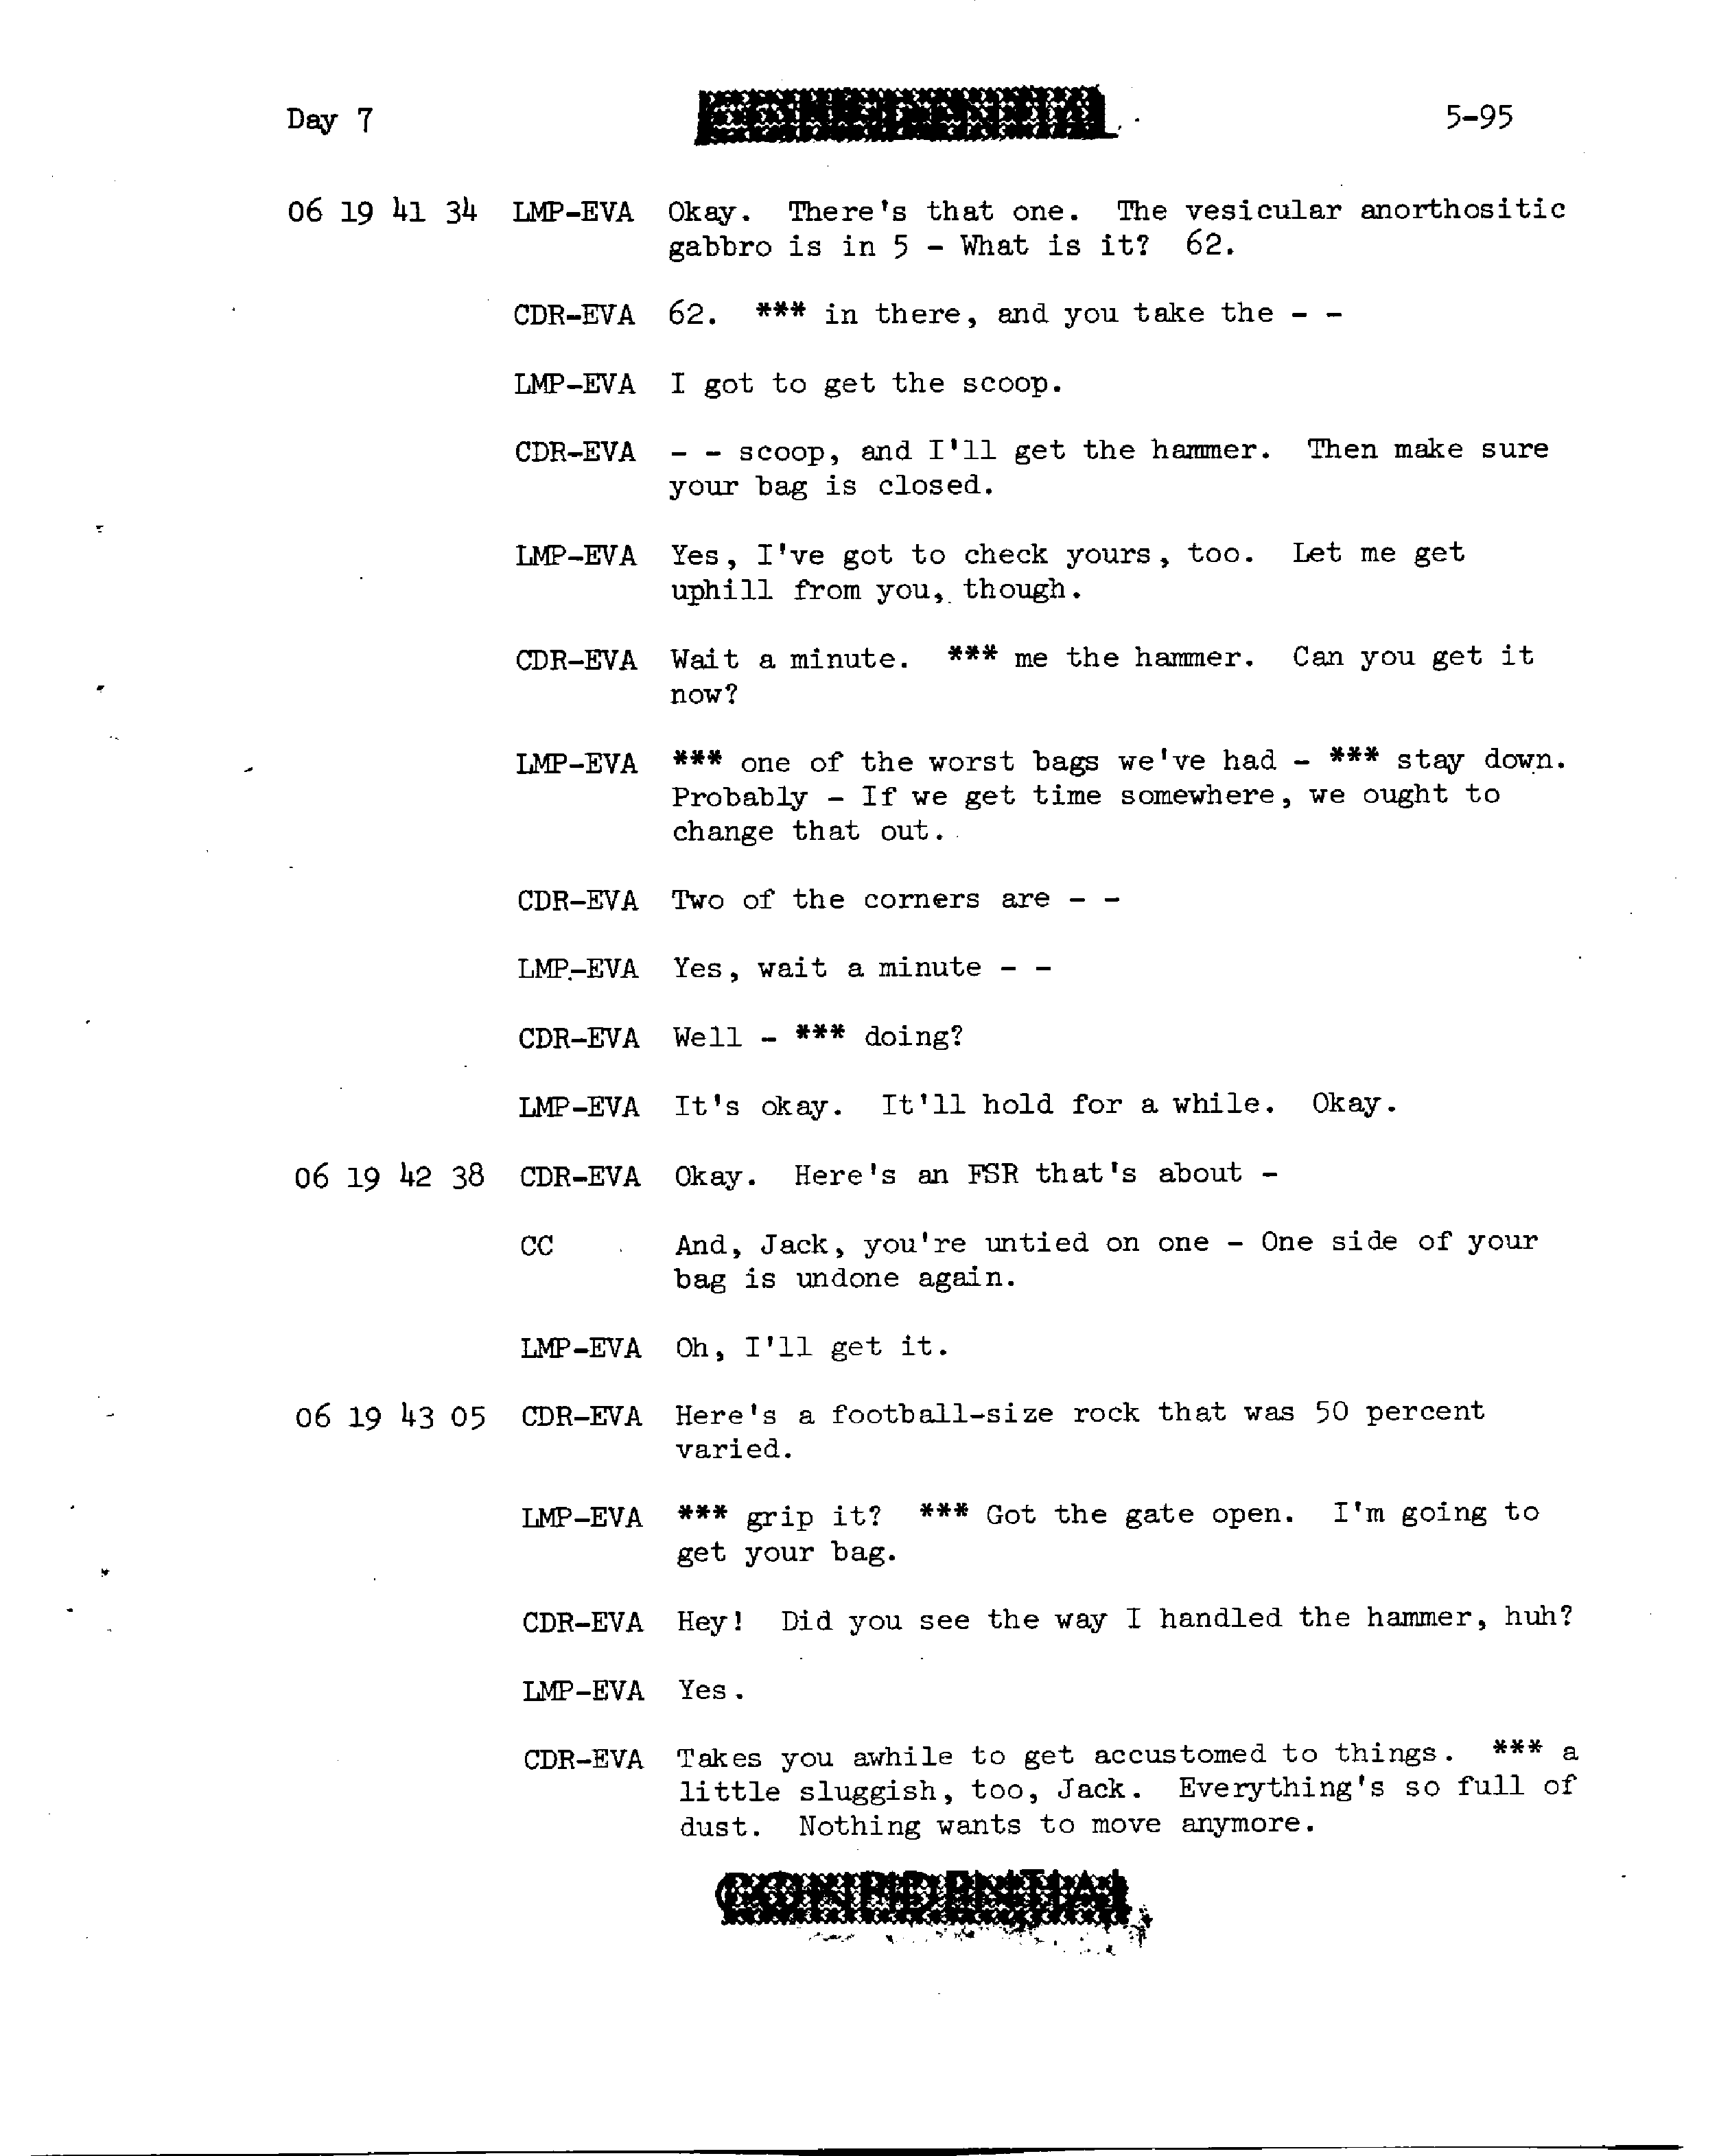 Day 7 CONFIDENTIAL 5-95
06 19 41 34 LMP-EVA Okay. There's that one. The vesicular anorthositic
gabbro is in 5 - What is it? 62.
CDR-EVA 62. *** in there, and you take the - -
LMP-EVA I got to get the scoop.
CDR-EVA - - scoop, and I'll get the hammer. Then make sure
your bag is closed.
LMP-EVA Yes, I've got to check yours, too. Let me get
uphill from you, though.
CDR-EVA Wait a minute. *** me the hammer. Can you get it
now?
LMP-EVA *** one of the worst bags we've had - *** stay down.
Probably - If we get time somewhere, we ought to
change that out.
CDR-EVA Two of the corners are - -
LMP-EVA Yes, wait a minute - -
CDR-EVA Well - *** doing?
LMP-EVA It's okay. It'll hold for a while. Okay.
06 19 42 38 CDR-EVA Okay. Here's an FSR that's about -
CC And, Jack, you're untied on one - One side of your
bag is undone again.
LMP-EVA Oh, I'll get it.
06 19 43 05 CDR-EVA Here's a football-size rock that was 50 percent
varied.
LMP-EVA *** grip it? *** Got the gate open. I'm going to
get your bag.
CDR-EVA Hey! Did you see the way I handled the hammer, huh?
LMP-EVA Yes.
CDR-EVA Takes you awhile to get accustomed to things. *** a
little sluggish, too, Jack. Everything's so full of
dust. Nothing wants to move anymore.
CONFIDENTIAL